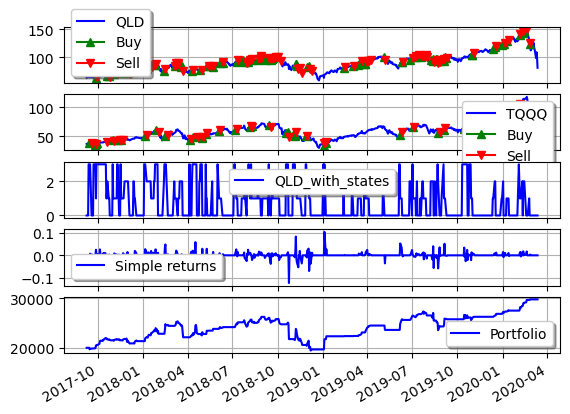 150
100
QLD
Buy
Sell
100
50
TQQQ
Buy
Sell
2
0
QLD_with_states
0.1
0.0
−0.1
Simple returns
30000
20000
Portfolio
2017-10
2018-01
2018-04
2018-07
2018-10
2019-01
2019-04
2019-07
2019-10
2020-01
2020-04